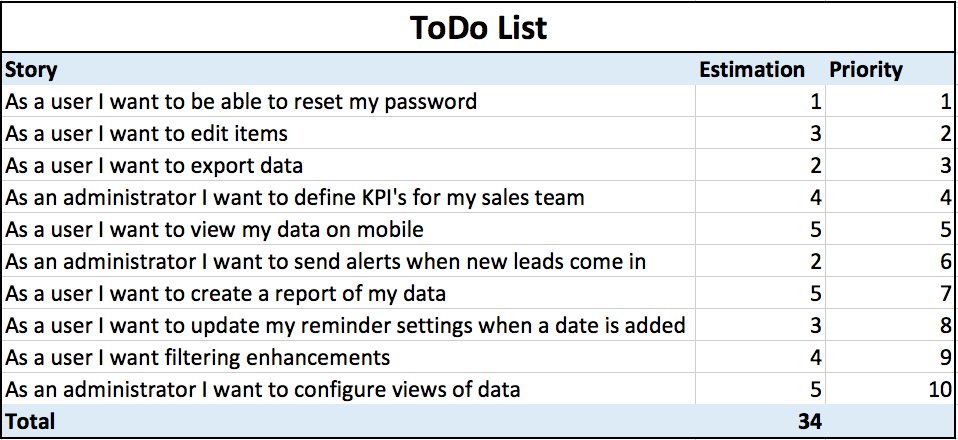 ToDo List
Story Estimation Priority
As a user I want to be able to reset my password 1 1
As a user I want to edit items 3 2
As a user I want to export data 2 3
As an administrator I want to define KPI's for my sales team 4 4
As a user I want to view my data on mobile 5 5
As an administrator I want to send alerts when new leads come in 2 6
As a user I want to create a report of my data 5 7
As a user I want to update my reminder settings when a date is added 3 8
As a user I want filtering enhancements 4 9
As an administrator I want to configure views of data 5 10
Total 34